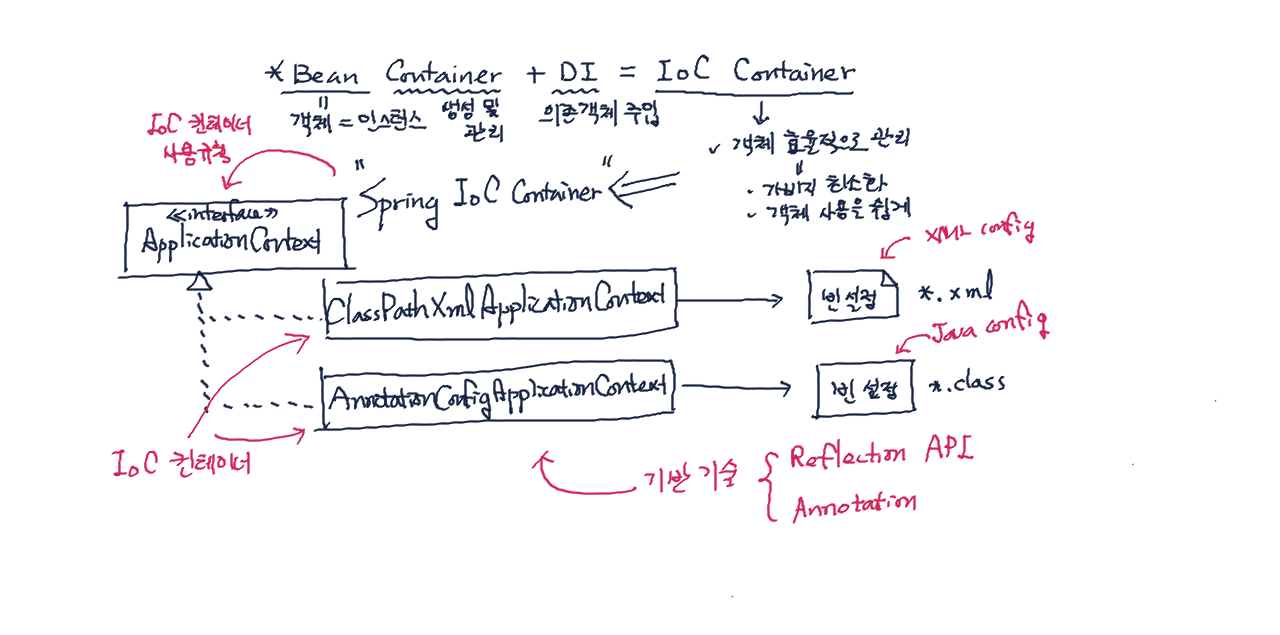 * Bean Container + DI = IoC Container
객체 = 인스턴스
생성 및
관리
의존객체 주입
✓ 객체 효율적으로 관리
• 가비지 최소화
✓ 객체 사용을 쉽게
IoC 컨테이너
사용규칙
"Spring IoC Container"
<<interface>>
ApplicationContext
ClassPathXmlApplicationContext
빈 설정
*.xml
XML config
AnnotationConfigApplicationContext
빈 설정
*.class
Java config
IoC 컨테이너
기반 기술
Reflection API
Annotation